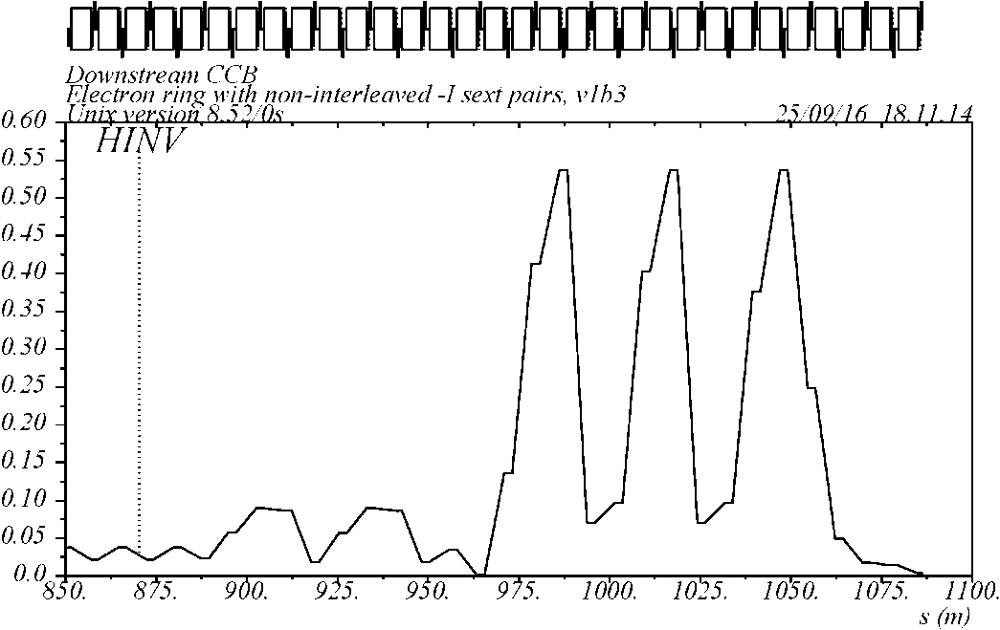 Downstream CCB
Electron ring with non-interleaved -I sext pairs, v1b3
Unix version 8.52/0s 25/09/16 18.11.14
0.60
HINV
0.55
0.50
0.45
0.40
0.35
0.30
0.25
0.20
0.15
0.10
0.05
0.0
850. 875. 900. 925. 950. 975. 1000. 1025. 1050. 1075. 1100.
s (m)